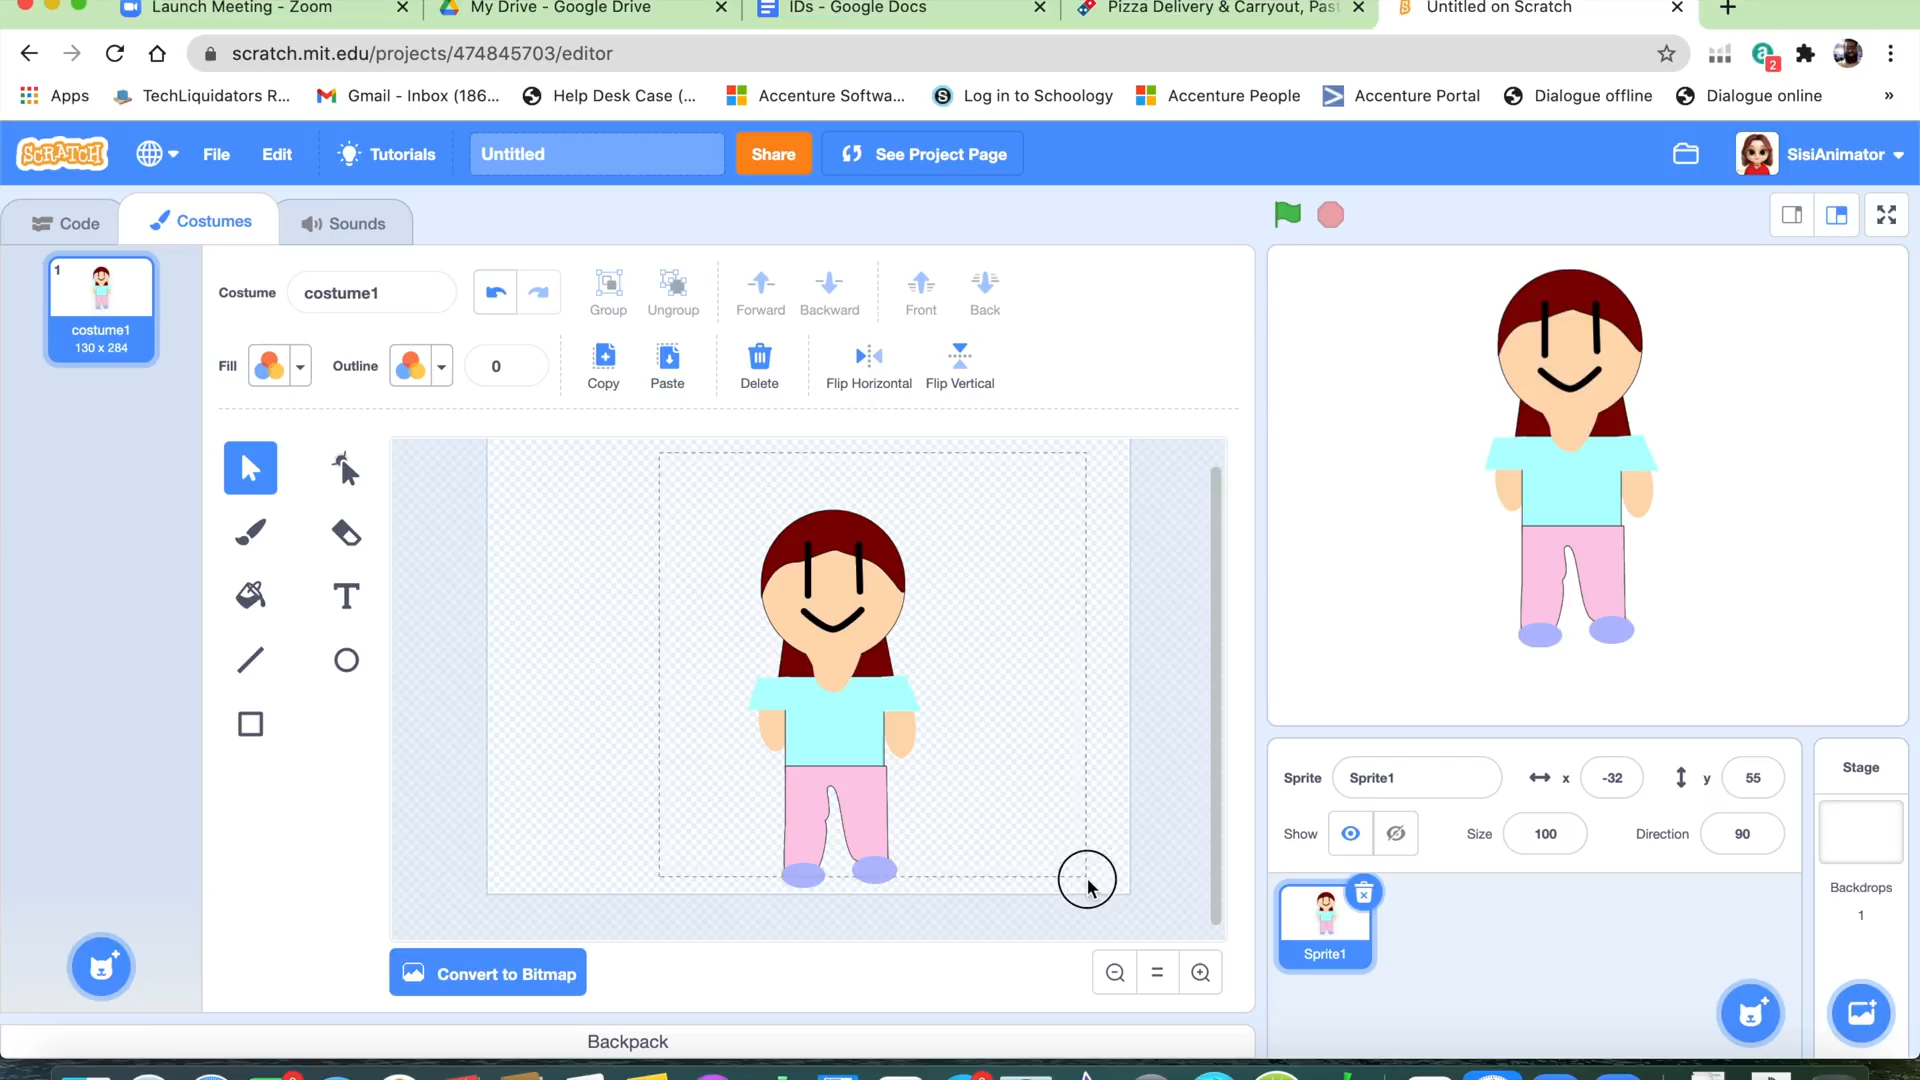 Launch Meeting - Zoom
My Drive - Google Drive
IDs - Google Docs
Pizza Delivery & Carryout, Past
Untitled on Scratch
scratch.mit.edu/projects/474845703/editor
2
Apps
TechLiquidators R...
Gmail - Inbox (186...
Help Desk Case (...
Accenture Softwa...
Log in to Schoology
Accenture People
Accenture Portal
Dialogue offline
Dialogue online
»
SCRATCH
File
Edit
Tutorials
Untitled
Share
See Project Page
SisiAnimator
Code
Costumes
Sounds
1
costume1
130 x 284
Costume
costume1
Group
Ungroup
Forward
Backward
Front
Back
Fill
Outline
0
Copy
Paste
Delete
Flip Horizontal
Flip Vertical
T
Convert to Bitmap
Backpack
Sprite
Sprite1
x
-32
y
55
Show
Size
100
Direction
90
Sprite1
Stage
Backdrops
1